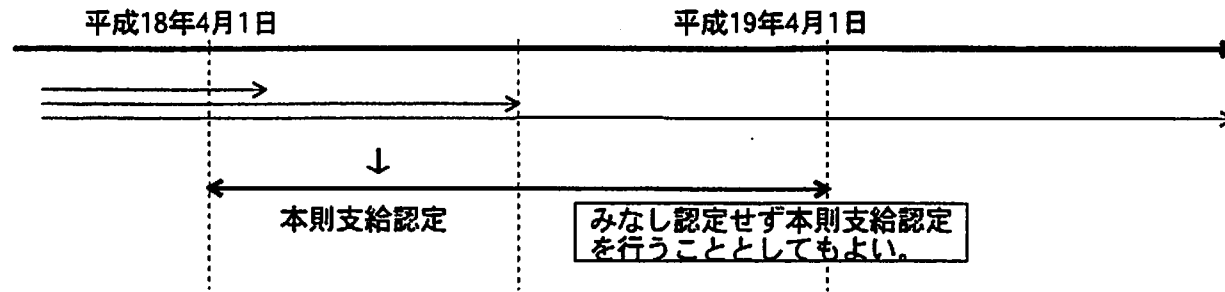 平成18年4月1日
平成19年4月1日
本則支給認定
みなし認定せず本則支給認定
を行うこととしてもよい。